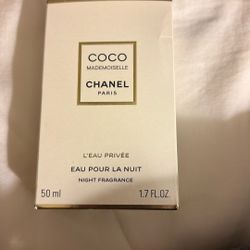 COCO
MADEMOISELLE
CHANEL
PARIS
L'EAU PRIVÉE
EAU POUR LA NUIT
NIGHT FRAGRANCE
50 ml 1.7 FL.OZ.